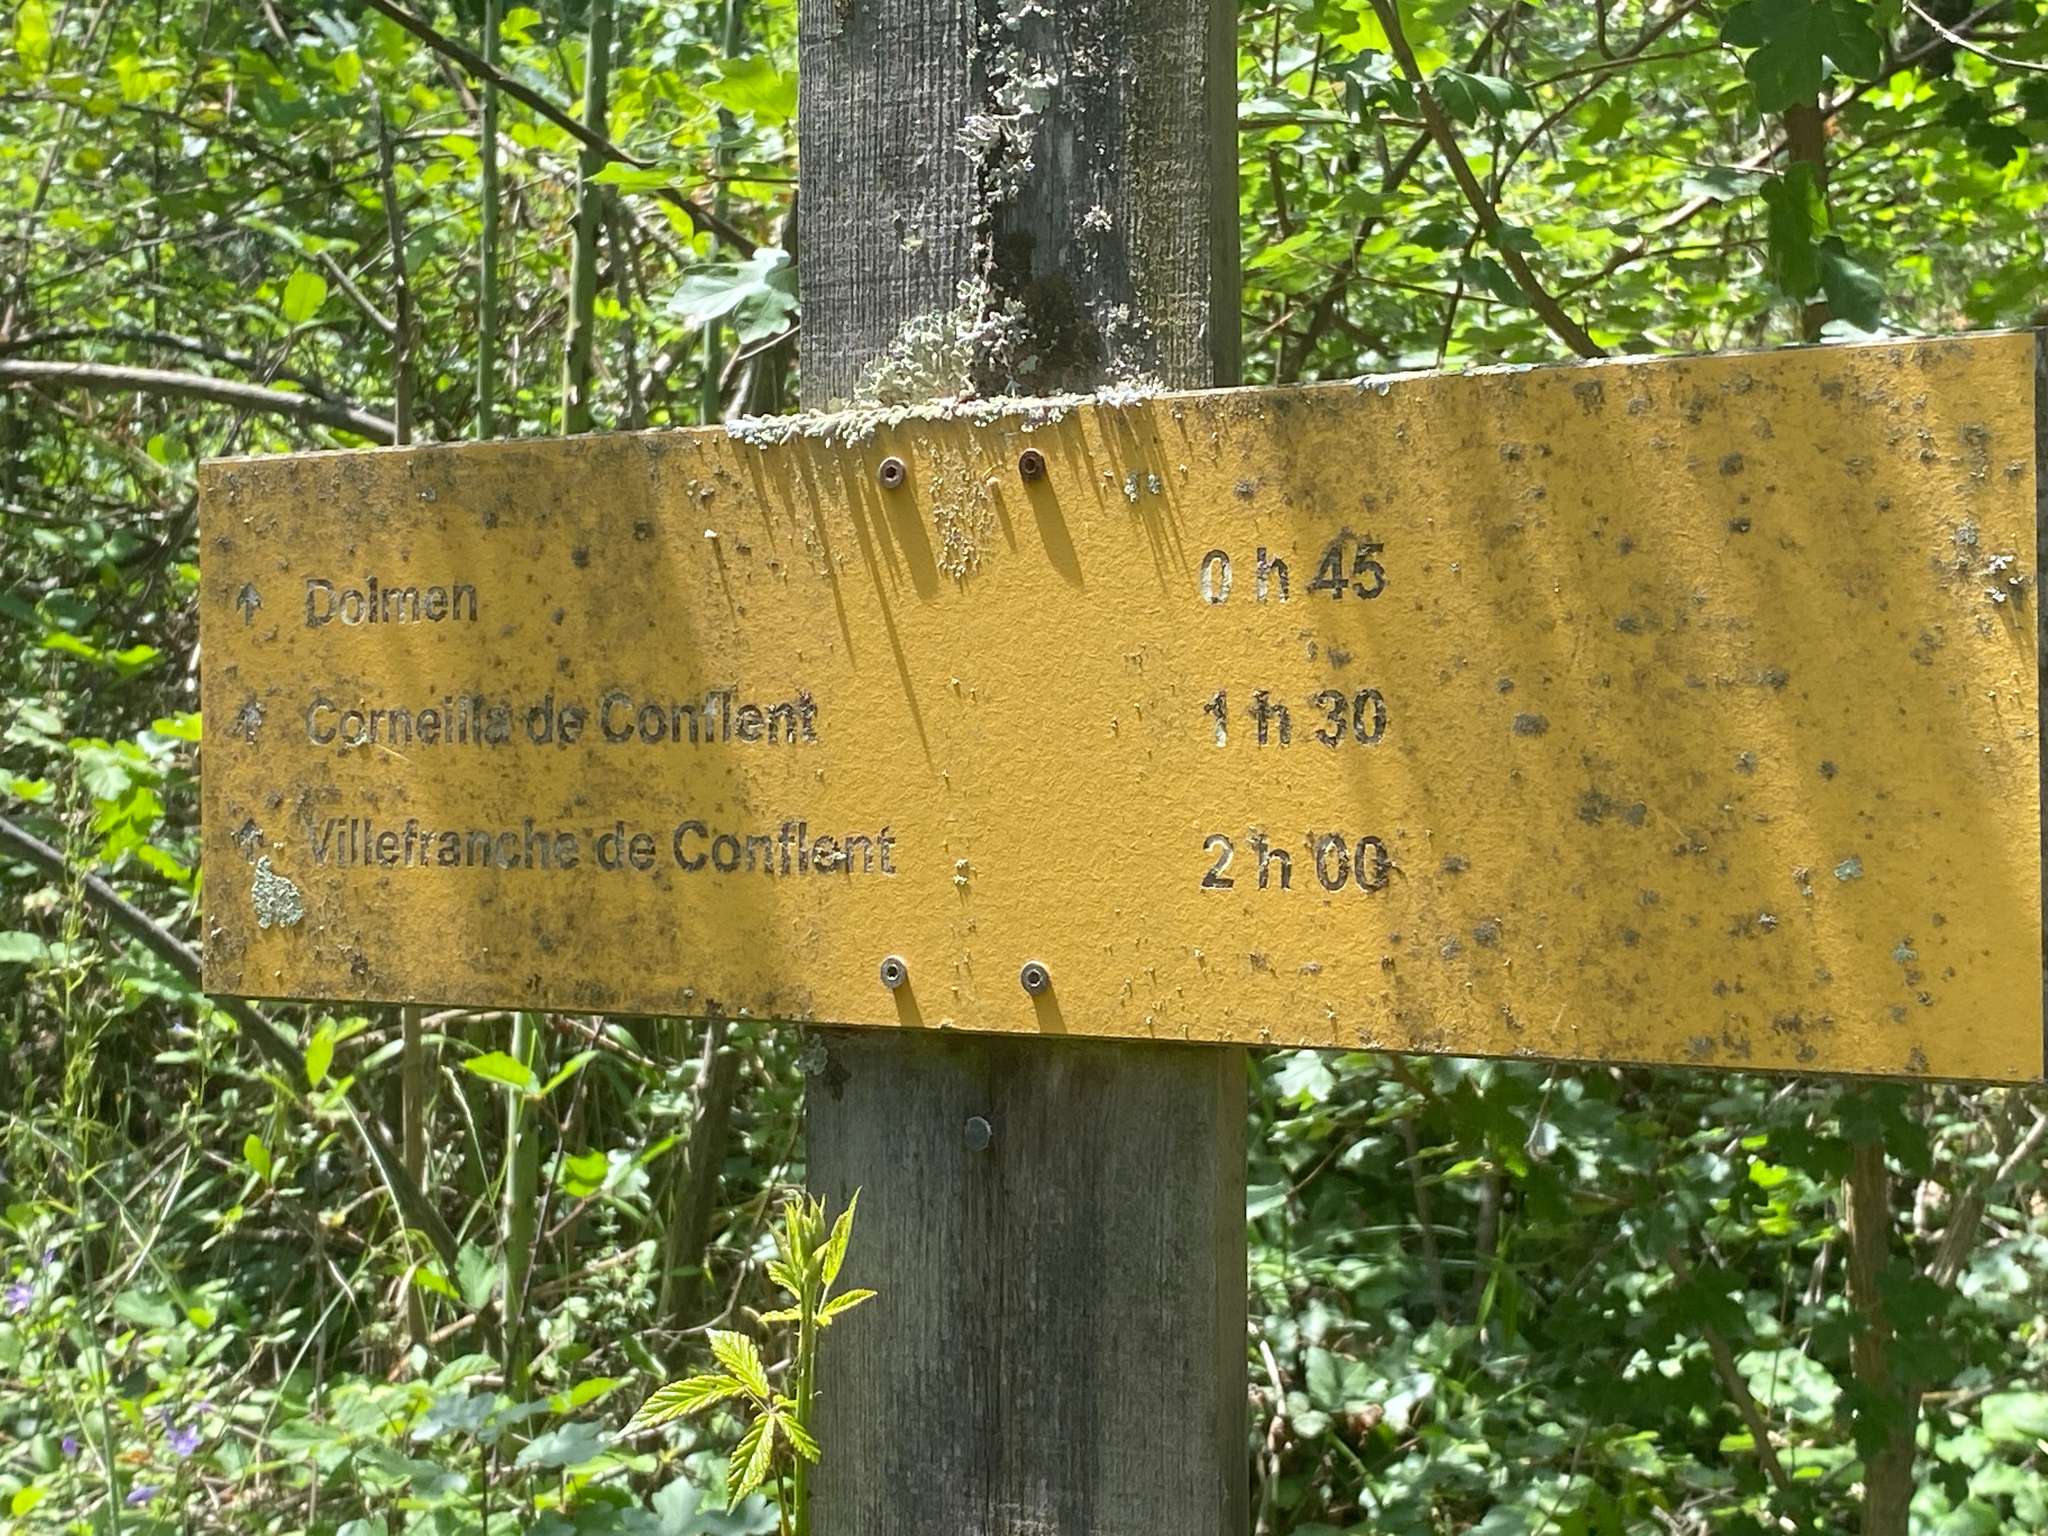 ↑ Dolmen 0 h 45
↑ Corneilla de Conflent 1 h 30
↑ Villefranche de Conflent 2 h 00